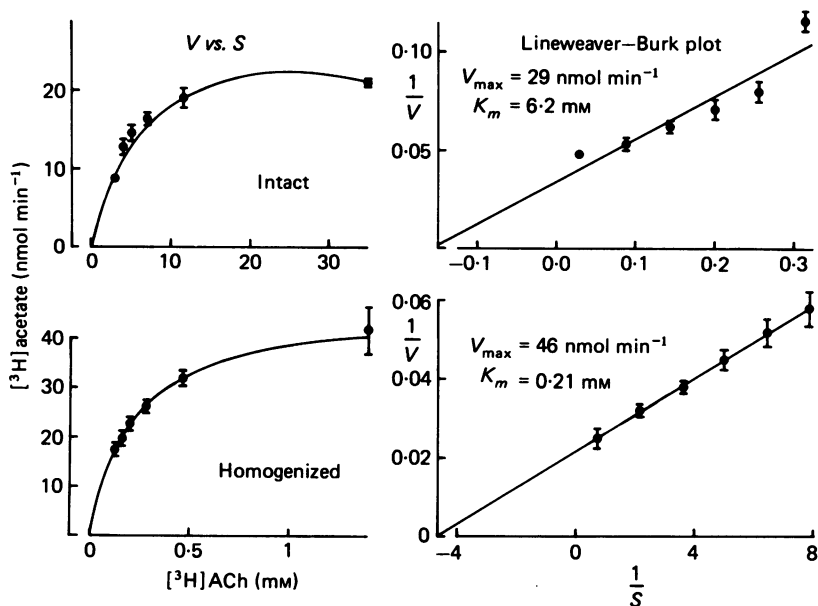 V vs. S
20
10
0
Intact
0 10 20 30
Lineweaver–Burk plot
Vmax = 29 nmol min⁻¹
Km = 6·2 mM
1/V
0·10
0·05
−0·1 0·0 0·1 0·2 0·3
[³H]acetate (nmol min⁻¹)
40
30
20
10
0
Homogenized
0 0·5 1
[³H]ACh (mM)
0·06
1/V
Vmax = 46 nmol min⁻¹
Km = 0·21 mM
0·04
0·02
0
−4 0 4 8
1/S